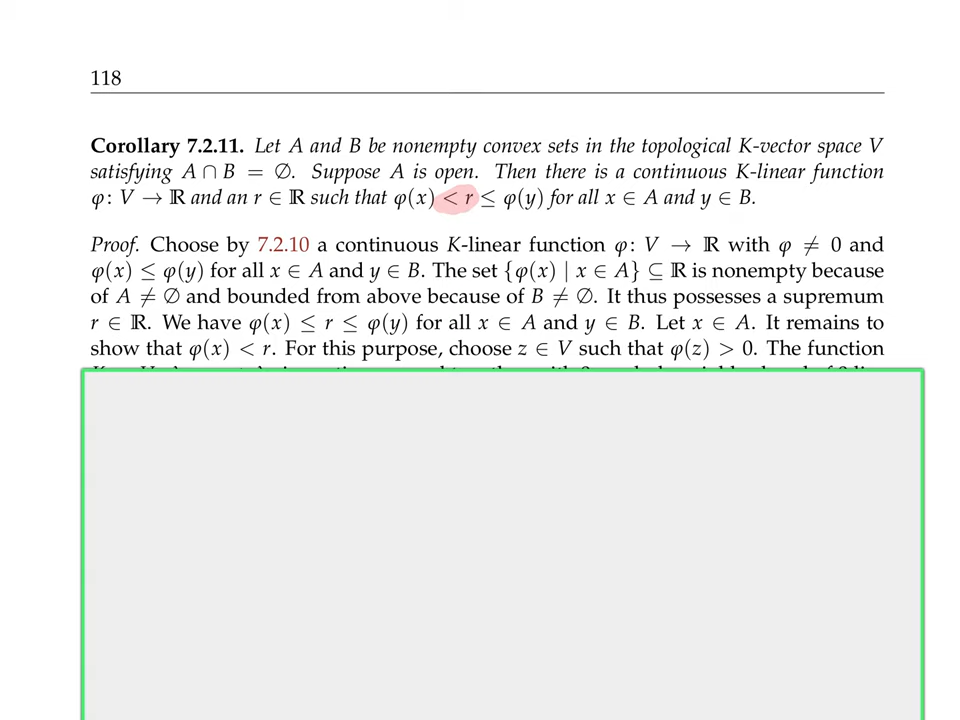 118
Corollary 7.2.11. Let A and B be nonempty convex sets in the topological K-vector space V
satisfying A ∩ B = ∅. Suppose A is open. Then there is a continuous K-linear function
φ: V → ℝ and an r ∈ ℝ such that φ(x) < r ≤ φ(y) for all x ∈ A and y ∈ B.
Proof. Choose by 7.2.10 a continuous K-linear function φ: V → ℝ with φ ≠ 0 and
φ(x) ≤ φ(y) for all x ∈ A and y ∈ B. The set {φ(x) | x ∈ A} ⊆ ℝ is nonempty because
of A ≠ ∅ and bounded from above because of B ≠ ∅. It thus possesses a supremum
r ∈ ℝ. We have φ(x) ≤ r ≤ φ(y) for all x ∈ A and y ∈ B. Let x ∈ A. It remains to
show that φ(x) < r. For this purpose, choose z ∈ V such that φ(z) > 0. The function